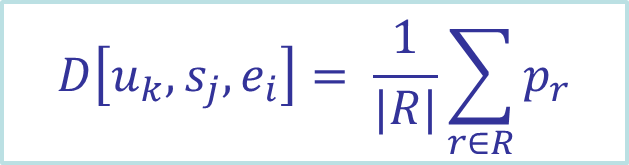 D[u_k, s_j, e_i] = \frac{1}{|R|} \sum_{r \in R} p_r